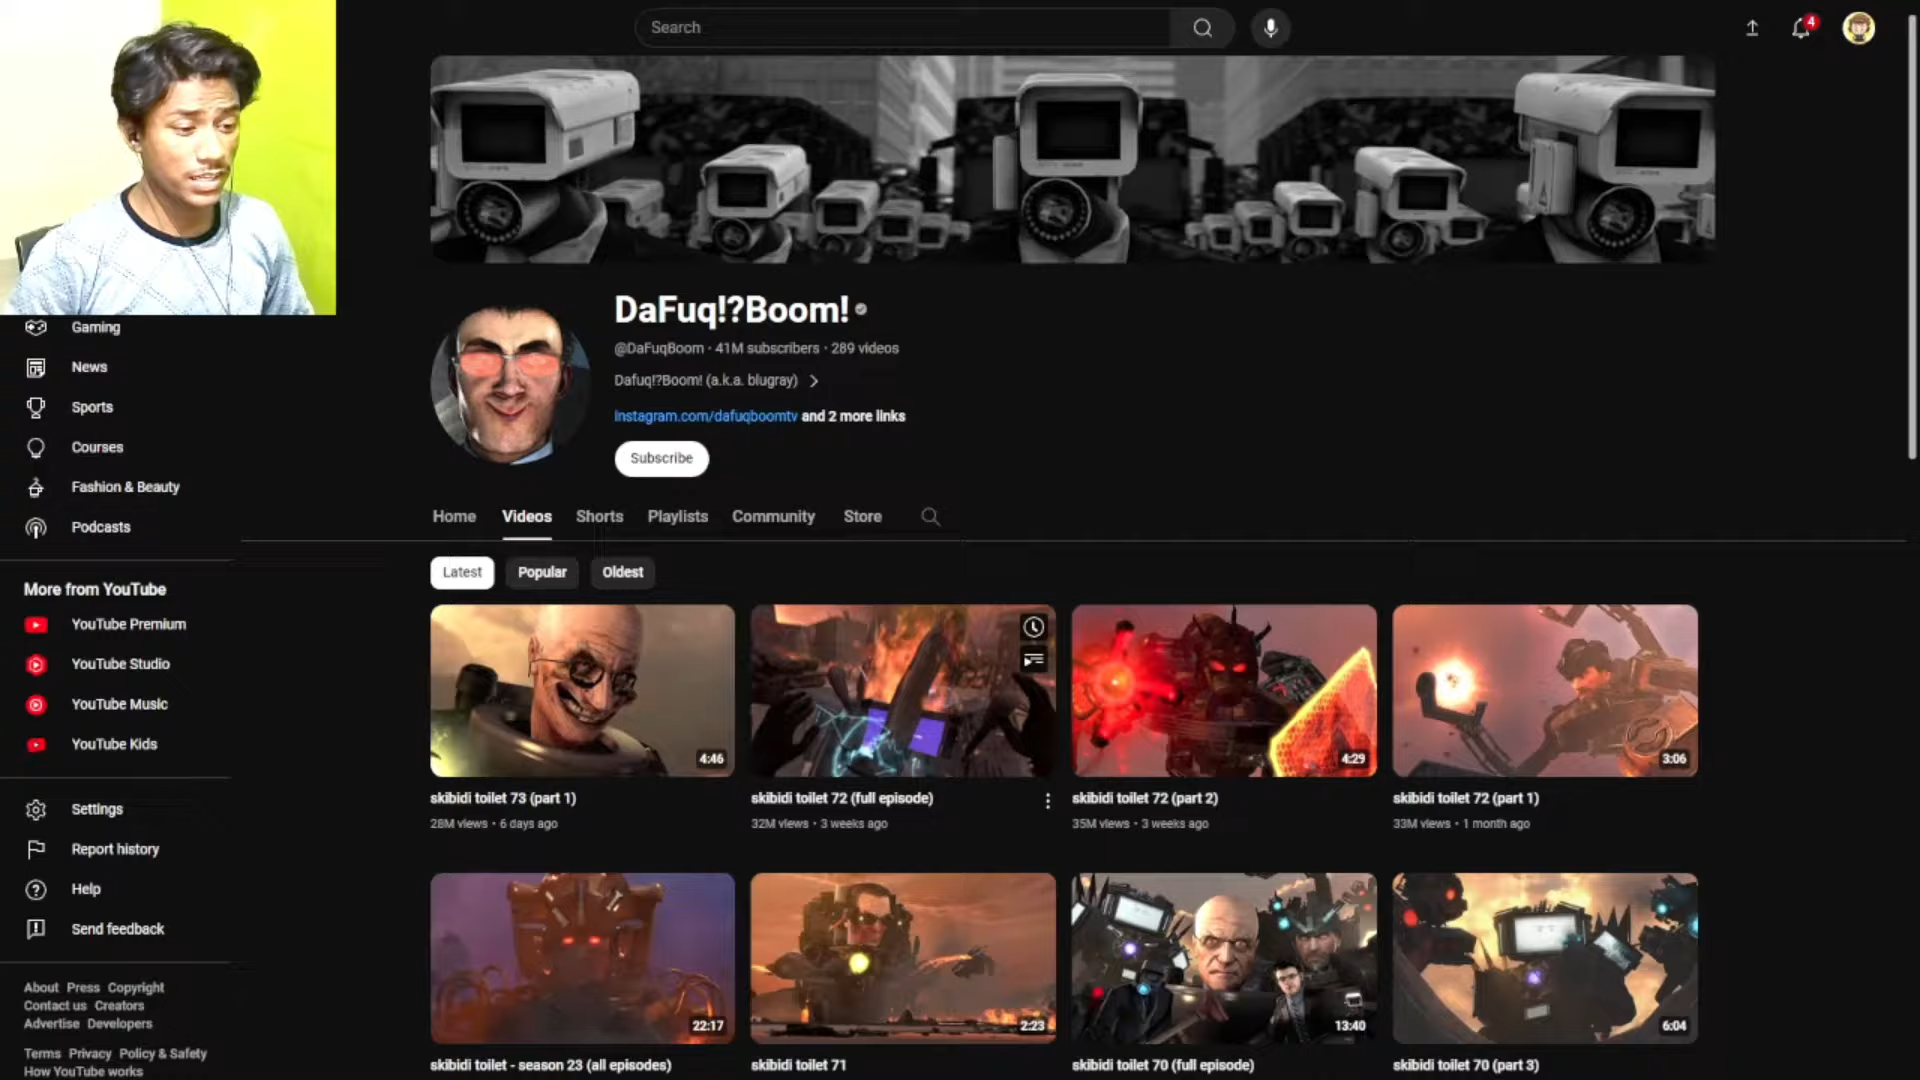 Search
4
DaFuq!?Boom!
@DaFuqBoom · 41M subscribers · 289 videos
Dafuq!?Boom! (a.k.a. blugray)
instagram.com/dafuqboomtv and 2 more links
Subscribe
Home Videos Shorts Playlists Community Store
Latest Popular Oldest
Gaming
News
Sports
Courses
Fashion & Beauty
Podcasts
More from YouTube
YouTube Premium
YouTube Studio
YouTube Music
YouTube Kids
Settings
Report history
Help
Send feedback
About Press Copyright
Contact us Creators
Advertise Developers
Terms Privacy Policy & Safety
How YouTube works
4:46
skibidi toilet 73 (part 1)
28M views · 6 days ago
skibidi toilet 72 (full episode)
32M views · 3 weeks ago
4:29
skibidi toilet 72 (part 2)
35M views · 3 weeks ago
3:06
skibidi toilet 72 (part 1)
33M views · 1 month ago
22:17
skibidi toilet - season 23 (all episodes)
2:23
skibidi toilet 71
13:40
skibidi toilet 70 (full episode)
6:04
skibidi toilet 70 (part 3)